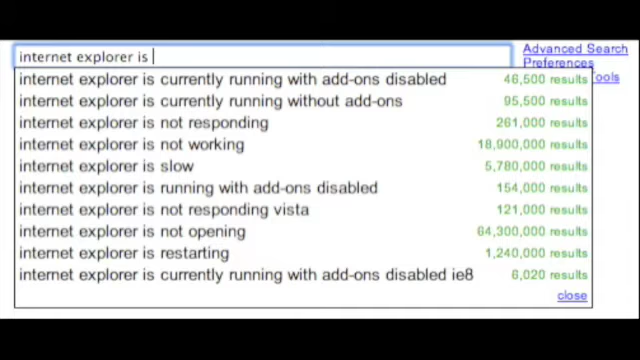 internet explorer is
Advanced Search
Preferences
Tools
internet explorer is currently running with add-ons disabled 46,500 results
internet explorer is currently running without add-ons 95,500 results
internet explorer is not responding 261,000 results
internet explorer is not working 18,900,000 results
internet explorer is slow 5,780,000 results
internet explorer is running with add-ons disabled 154,000 results
internet explorer is not responding vista 121,000 results
internet explorer is not opening 64,300,000 results
internet explorer is restarting 1,240,000 results
internet explorer is currently running with add-ons disabled ie8 6,020 results
close